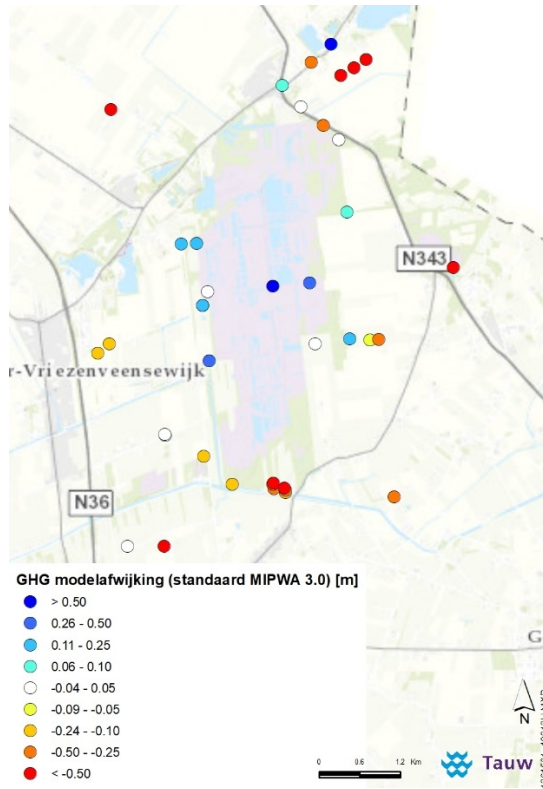 N343
r-Vriezenveensewijk
N36
GHG modelafwijking (standaard MIPWA 3.0) [m]
> 0.50
0.26 - 0.50
0.11 - 0.25
0.06 - 0.10
-0.04 - 0.05
-0.09 - -0.05
-0.24 - -0.10
-0.50 - -0.25
< -0.50
G
N
0 0.6 1.2 Km
Tauw